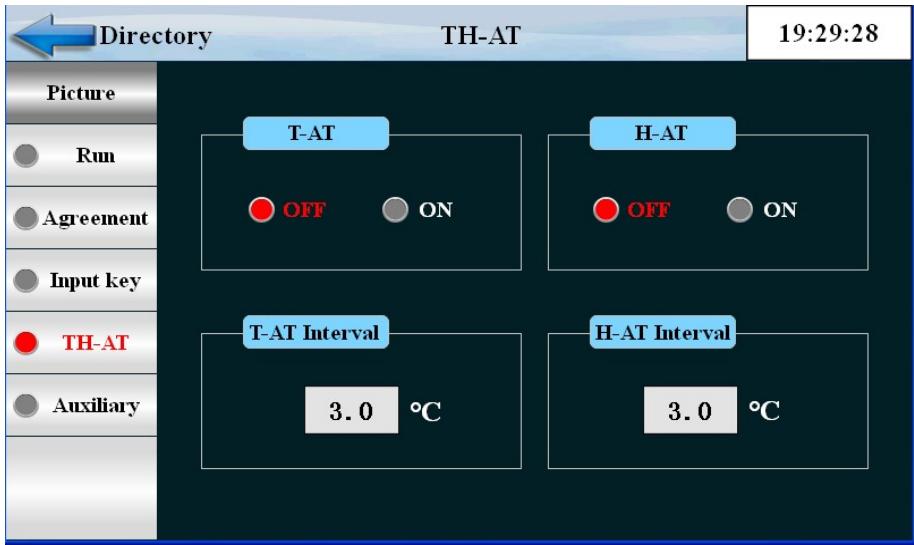 Directory TH-AT 19:29:28
Picture
Run
Agreement
Input key
TH-AT
Auxiliary
T-AT
OFF ON
H-AT
OFF ON
T-AT Interval
3.0 °C
H-AT Interval
3.0 °C